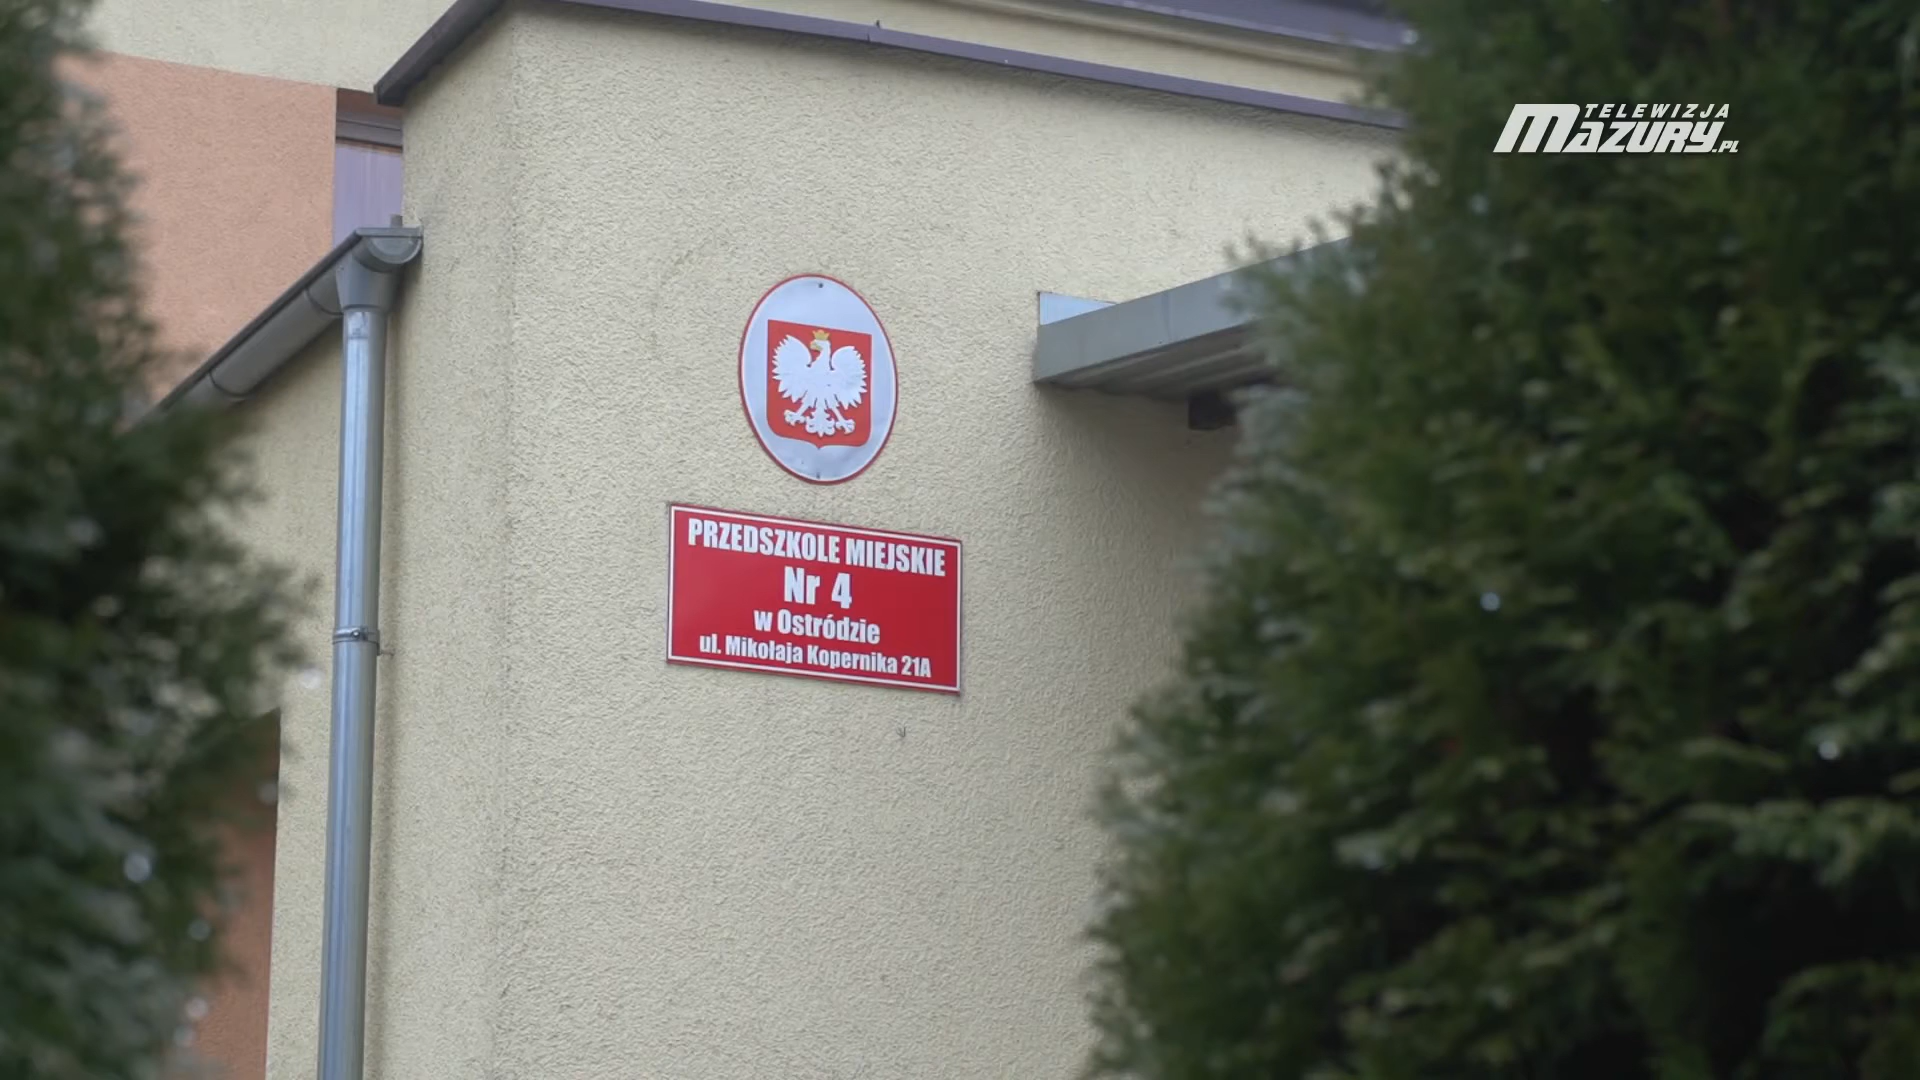 TELEWIZJA
MAZURY.PL
PRZEDSZKOLE MIEJSKIE
Nr 4
w Ostródzie
ul. Mikołaja Kopernika 21A